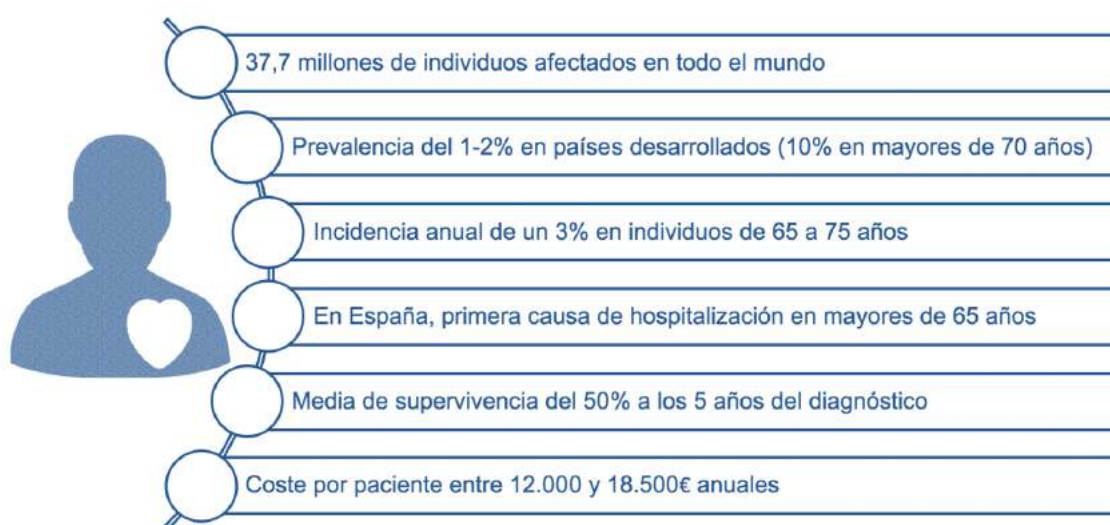 37,7 millones de individuos afectados en todo el mundo
Prevalencia del 1-2% en países desarrollados (10% en mayores de 70 años)
Incidencia anual de un 3% en individuos de 65 a 75 años
En España, primera causa de hospitalización en mayores de 65 años
Media de supervivencia del 50% a los 5 años del diagnóstico
Coste por paciente entre 12.000 y 18.500€ anuales